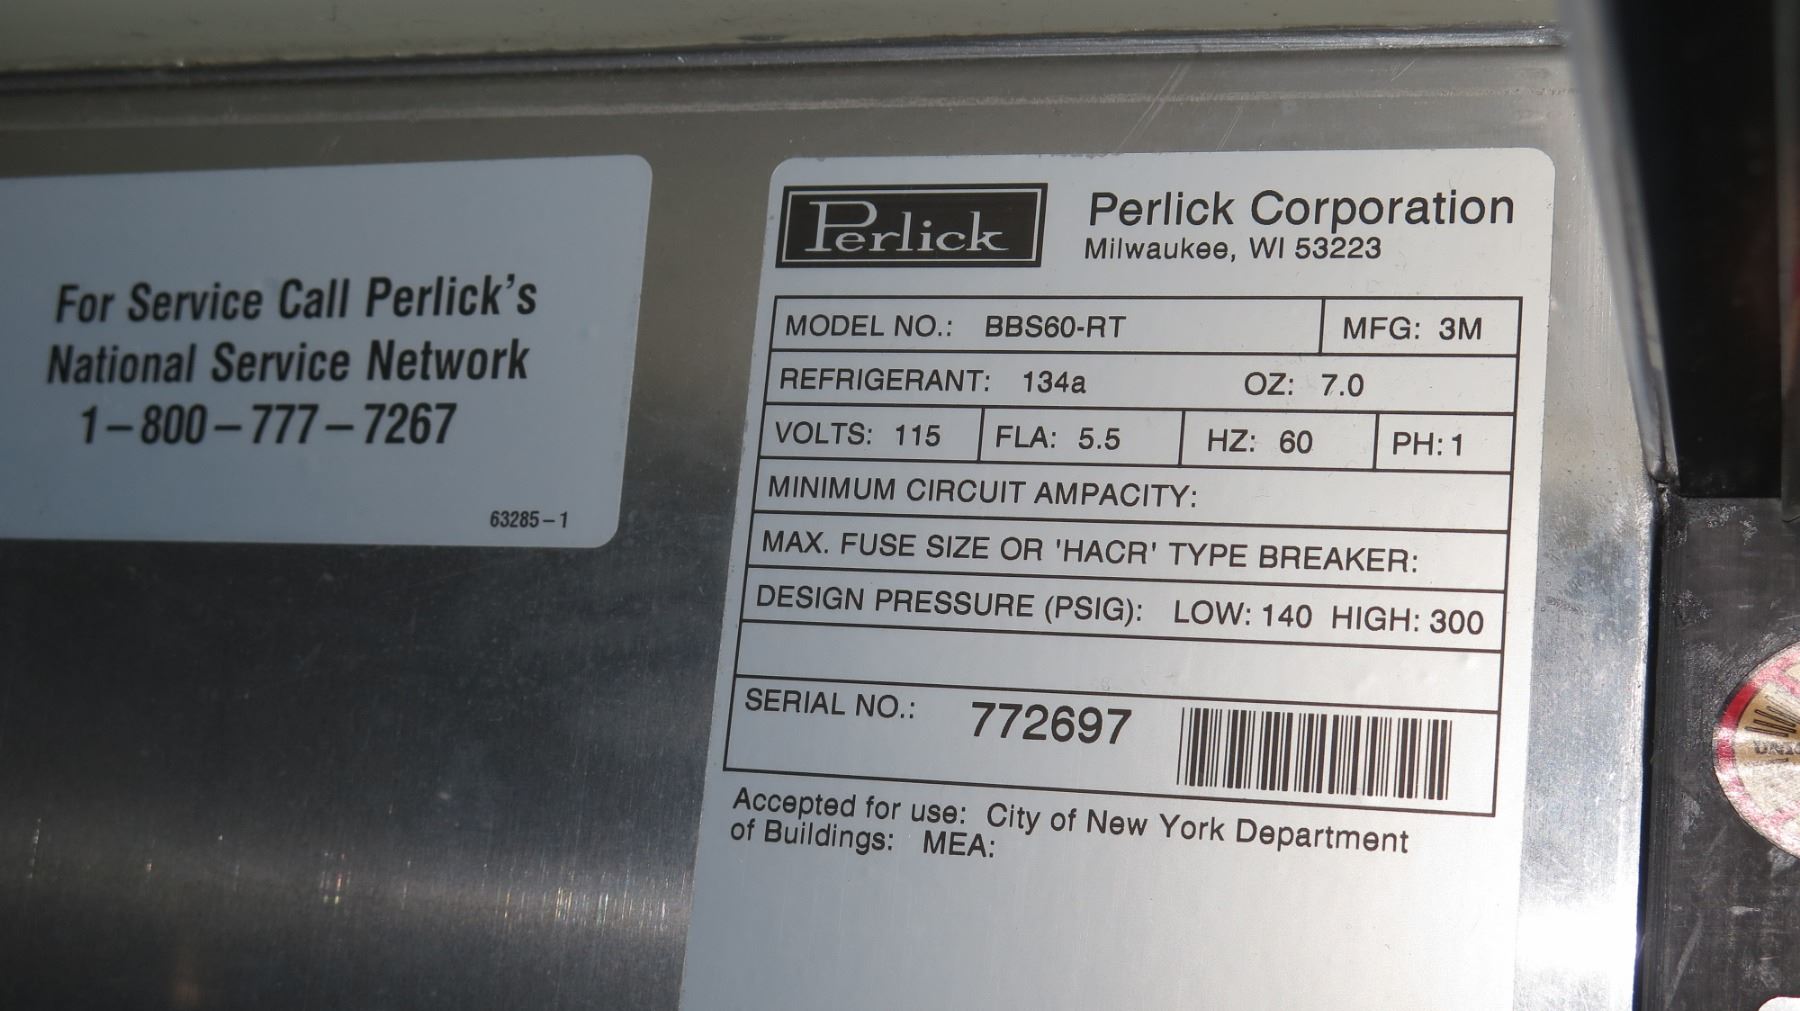 For Service Call Perlick's
National Service Network
1-800-777-7267
63285-1
Perlick
Perlick Corporation
Milwaukee, WI 53223
MODEL NO.: BBS60-RT MFG: 3M
REFRIGERANT: 134a OZ: 7.0
VOLTS: 115 FLA: 5.5 HZ: 60 PH: 1
MINIMUM CIRCUIT AMPACITY:
MAX. FUSE SIZE OR 'HACR' TYPE BREAKER:
DESIGN PRESSURE (PSIG): LOW: 140 HIGH: 300
SERIAL NO.: 772697
Accepted for use: City of New York Department
of Buildings: MEA: